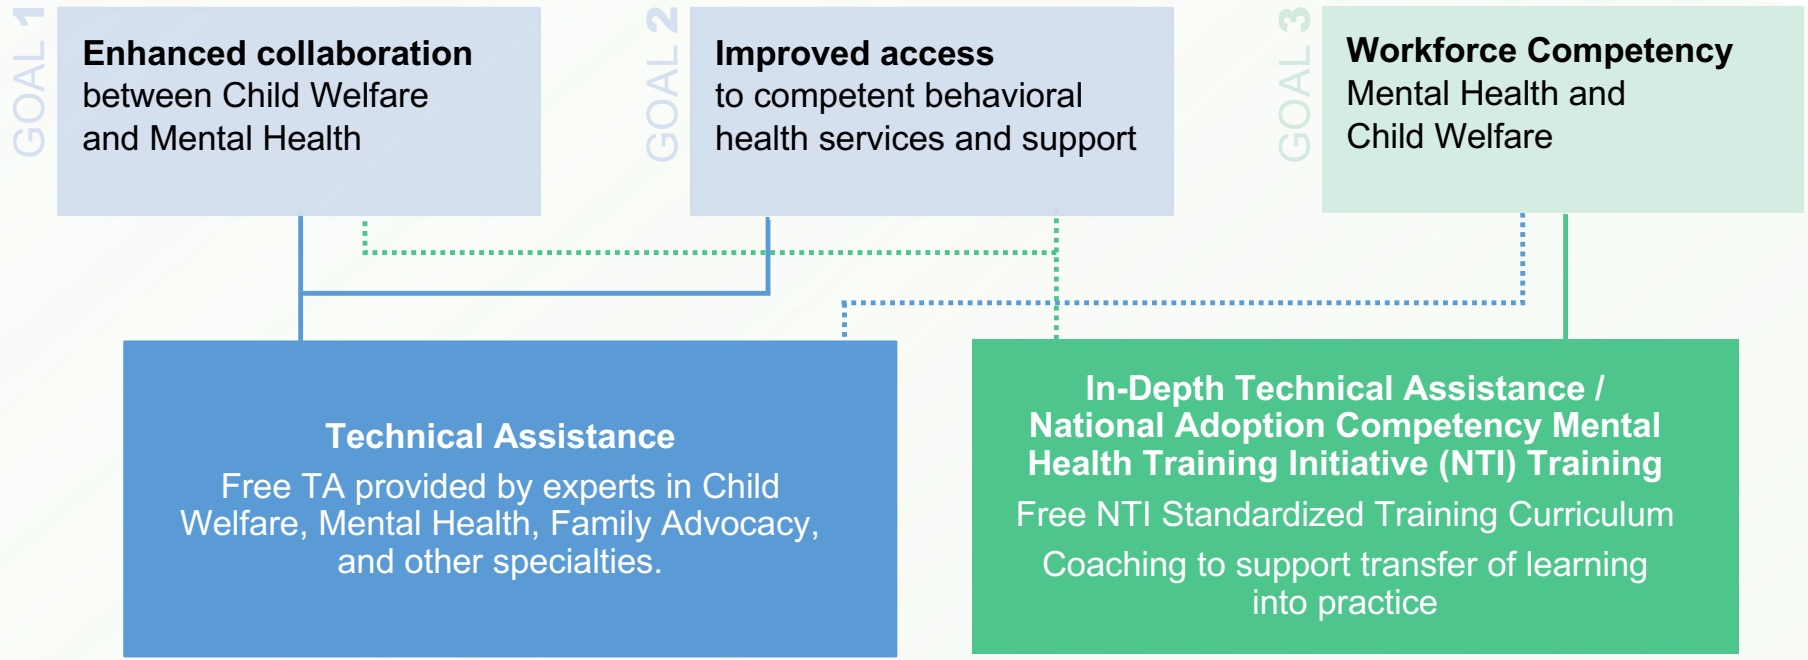 GOAL 1
Enhanced collaboration
between Child Welfare
and Mental Health
GOAL 2
Improved access
to competent behavioral
health services and support
GOAL 3
Workforce Competency
Mental Health and
Child Welfare
Technical Assistance
Free TA provided by experts in Child
Welfare, Mental Health, Family Advocacy,
and other specialties.
In-Depth Technical Assistance /
National Adoption Competency Mental
Health Training Initiative (NTI) Training
Free NTI Standardized Training Curriculum
Coaching to support transfer of learning
into practice